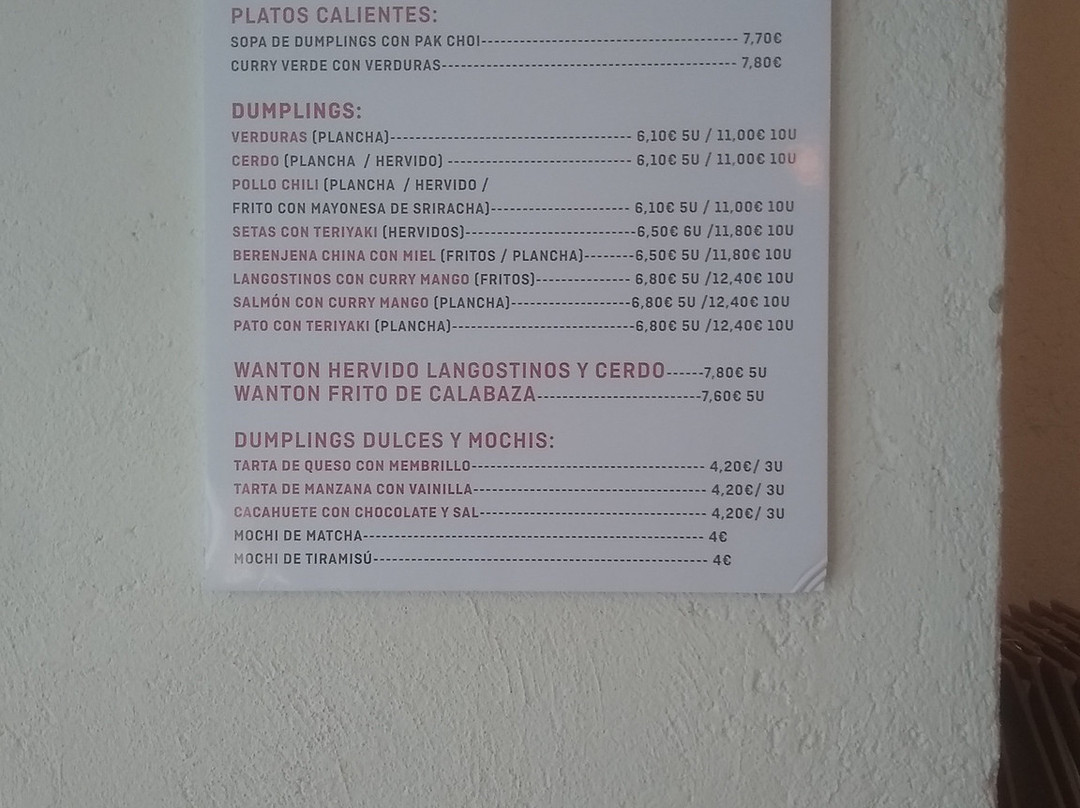 PLATOS CALIENTES:
SOPA DE DUMPLINGS CON PAK CHOI----------------------------------------- 7,70€
CURRY VERDE CON VERDURAS----------------------------------------------- 7,80€
DUMPLINGS:
VERDURAS (PLANCHA)--------------------------------------- 6,10€ 5U / 11,00€ 10U
CERDO (PLANCHA / HERVIDO) ----------------------------- 6,10€ 5U / 11,00€ 10U
POLLO CHILI (PLANCHA / HERVIDO /
FRITO CON MAYONESA DE SRIRACHA)---------------------- 6,10€ 5U / 11,00€ 10U
SETAS CON TERIYAKI (HERVIDOS)---------------------------6,50€ 6U /11,80€ 10U
BERENJENA CHINA CON MIEL (FRITOS / PLANCHA)--------6,50€ 5U /11,80€ 10U
LANGOSTINOS CON CURRY MANGO (FRITOS)--------------- 6,80€ 5U /12,40€ 10U
SALMÓN CON CURRY MANGO (PLANCHA)-------------------6,80€ 5U /12,40€ 10U
PATO CON TERIYAKI (PLANCHA)-----------------------------6,80€ 5U /12,40€ 10U
WANTON HERVIDO LANGOSTINOS Y CERDO------7,80€ 5U
WANTON FRITO DE CALABAZA--------------------------7,60€ 5U
DUMPLINGS DULCES Y MOCHIS:
TARTA DE QUESO CON MEMBRILLO------------------------------------- 4,20€/ 3U
TARTA DE MANZANA CON VAINILLA------------------------------------- 4,20€/ 3U
CACAHUETE CON CHOCOLATE Y SAL------------------------------------ 4,20€/ 3U
MOCHI DE MATCHA------------------------------------------------------ 4€
MOCHI DE TIRAMISÚ----------------------------------------------------- 4€